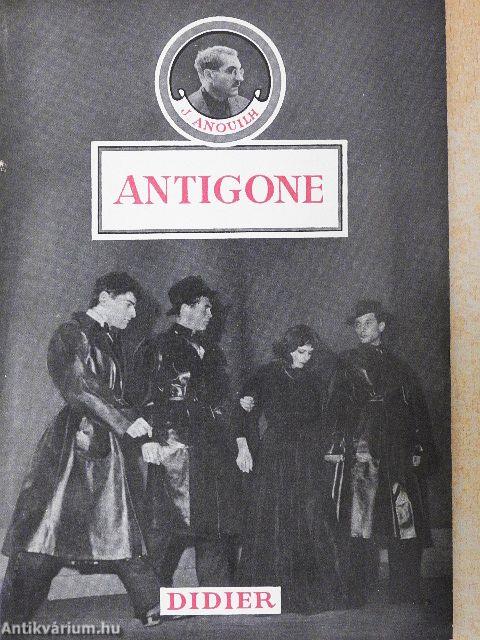 J. ANOUILH
ANTIGONE
DIDIER
Antikvárium.hu